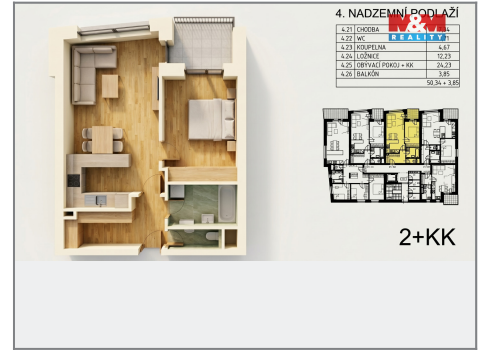 4. NADZEMNÍ PODLAŽÍ
M&M
REALITY
4.21 CHODBA
4.22 WC
4.23 KOUPELNA 4,67
4.24 LOŽNICE 12,23
4.25 OBÝVACÍ POKOJ + KK 24,23
4.26 BALKÓN 3,85
50,34 + 3,85
2+KK